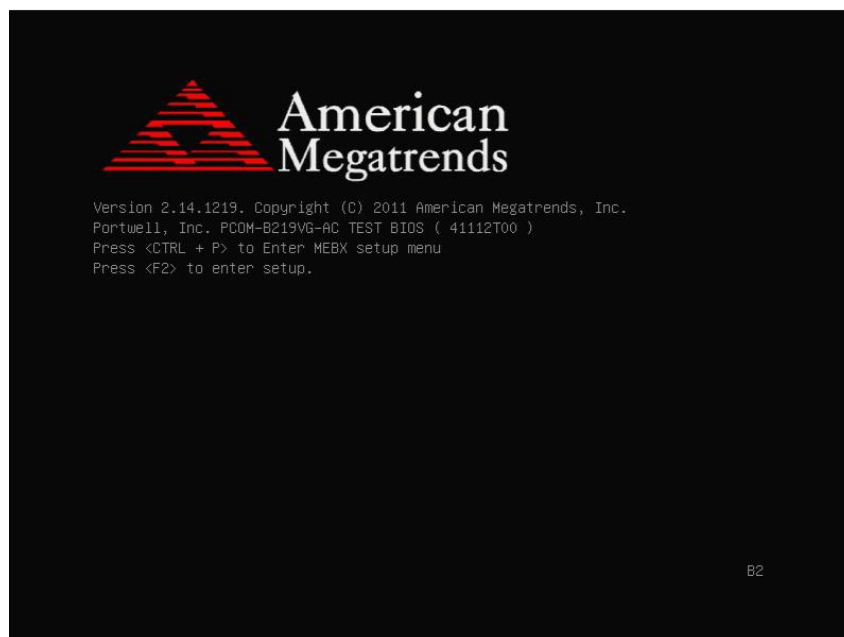 American
Megatrends
Version 2.14.1219. Copyright (C) 2011 American Megatrends, Inc.
Portwell, Inc. PCOM-B219VG-AC TEST BIOS ( 41112T00 )
Press <CTRL + P> to Enter MEBX setup menu
Press <F2> to enter setup.
B2